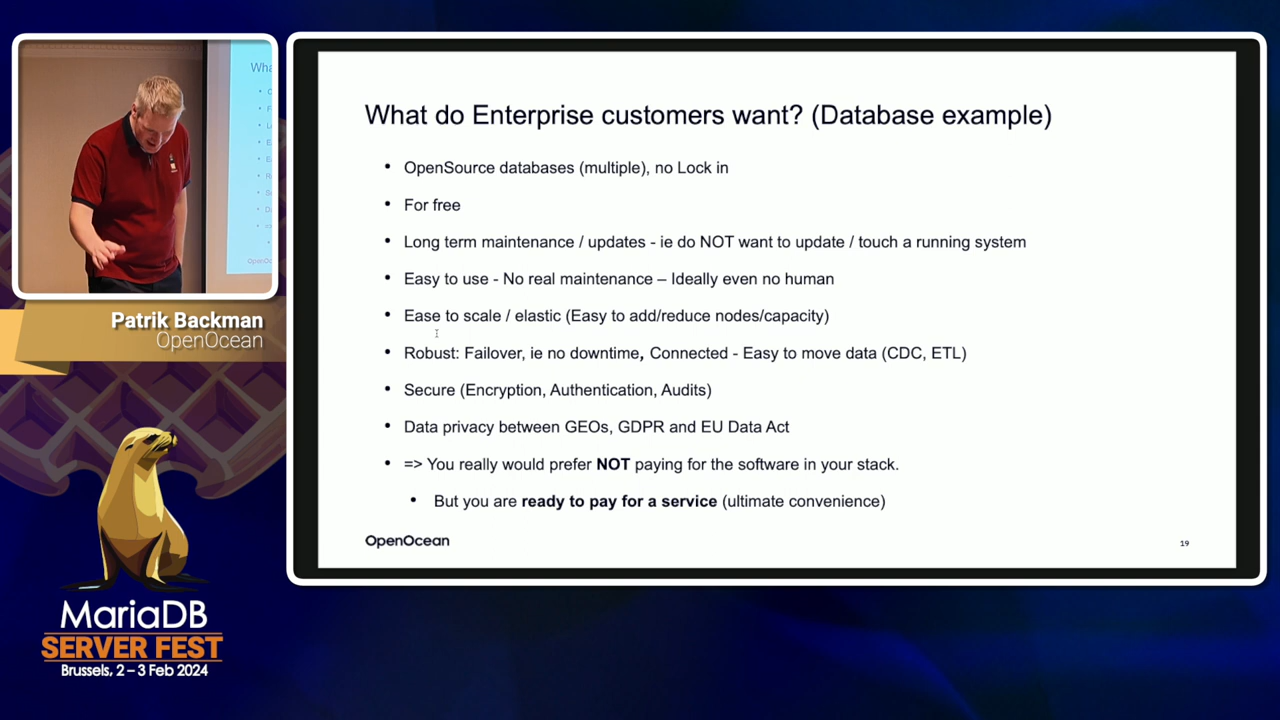 Wha
OpenOc
Patrik Backman
OpenOcean
MariaDB
SERVER FEST
Brussels, 2 – 3 Feb 2024
What do Enterprise customers want? (Database example)
• OpenSource databases (multiple), no Lock in
• For free
• Long term maintenance / updates - ie do NOT want to update / touch a running system
• Easy to use - No real maintenance – Ideally even no human
• Ease to scale / elastic (Easy to add/reduce nodes/capacity)
• Robust: Failover, ie no downtime, Connected - Easy to move data (CDC, ETL)
• Secure (Encryption, Authentication, Audits)
• Data privacy between GEOs, GDPR and EU Data Act
• => You really would prefer NOT paying for the software in your stack.
• But you are ready to pay for a service (ultimate convenience)
OpenOcean
19